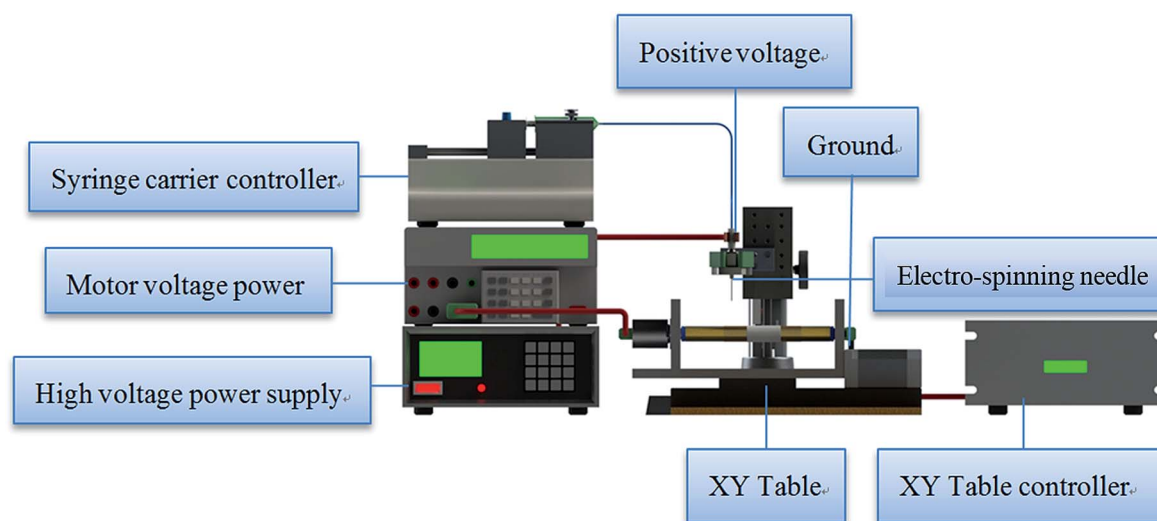 Positive voltage
Ground
Syringe carrier controller
Motor voltage power
Electro-spinning needle
High voltage power supply
XY Table
XY Table controller